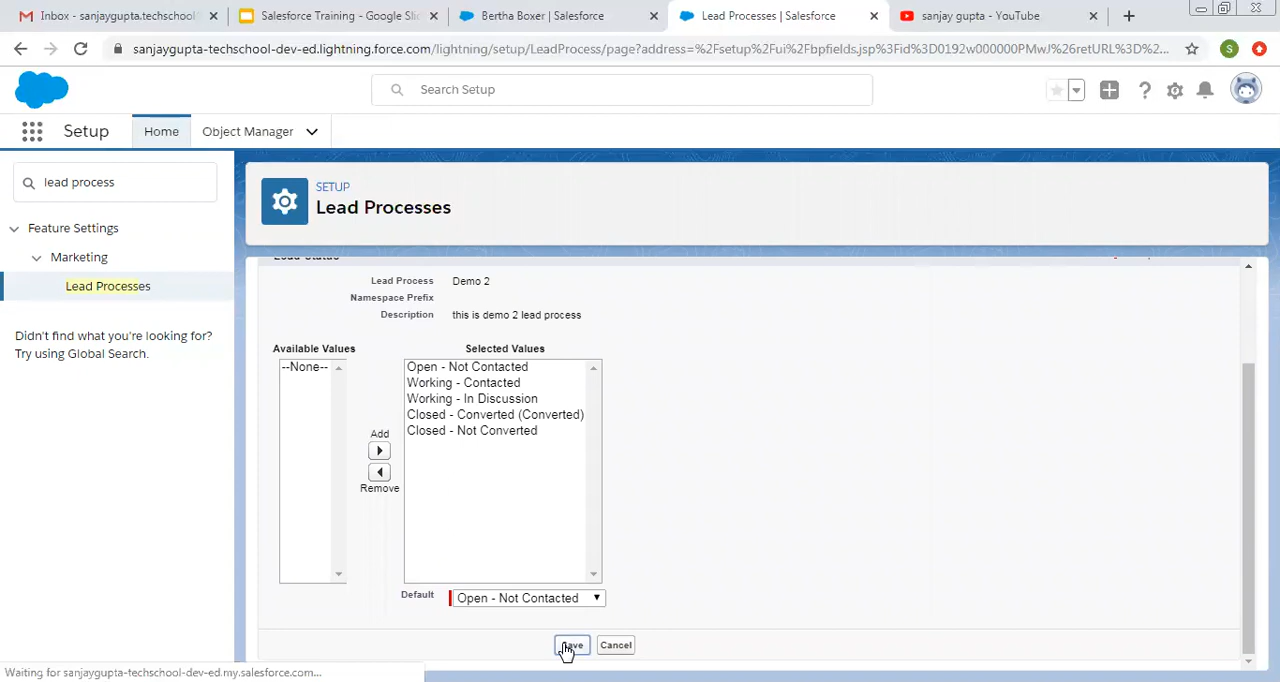 Inbox - sanjaygupta.techschool
Salesforce Training - Google Slid
Bertha Boxer | Salesforce
Lead Processes | Salesforce
sanjay gupta - YouTube
sanjaygupta-techschool-dev-ed.lightning.force.com/lightning/setup/LeadProcess/page?address=%2Fsetup%2Fui%2Fbpfields.jsp%3Fid%3D0192w000000PMwJ%26retURL%3D%2...
S
Search Setup
Setup
Home
Object Manager
lead process
Feature Settings
Marketing
Lead Processes
Didn't find what you're looking for?
Try using Global Search.
SETUP
Lead Processes
Lead Process Demo 2
Namespace Prefix
Description this is demo 2 lead process
Available Values
Selected Values
--None--
Open - Not Contacted
Working - Contacted
Working - In Discussion
Closed - Converted (Converted)
Closed - Not Converted
Add
Remove
Default Open - Not Contacted
Save
Cancel
Waiting for sanjaygupta-techschool-dev-ed.my.salesforce.com...